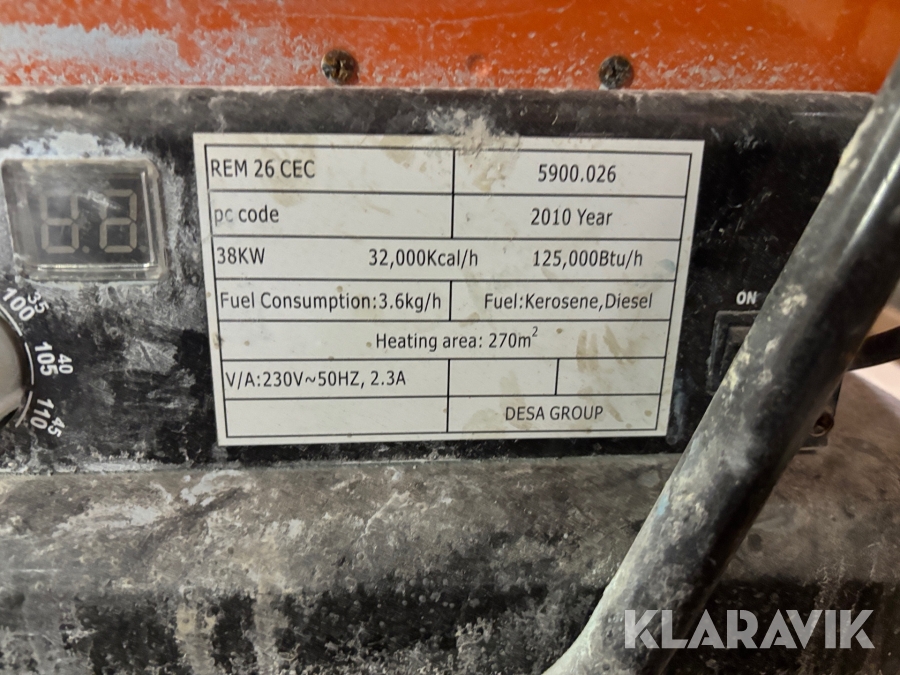 REM 26 CEC 5900.026
pc code 2010 Year
38KW 32,000Kcal/h 125,000Btu/h
Fuel Consumption:3.6kg/h Fuel:Kerosene,Diesel
Heating area: 270m²
V/A:230V~50HZ, 2.3A
DESA GROUP
35
100
40
105
45
110
ON
KLARAVIK